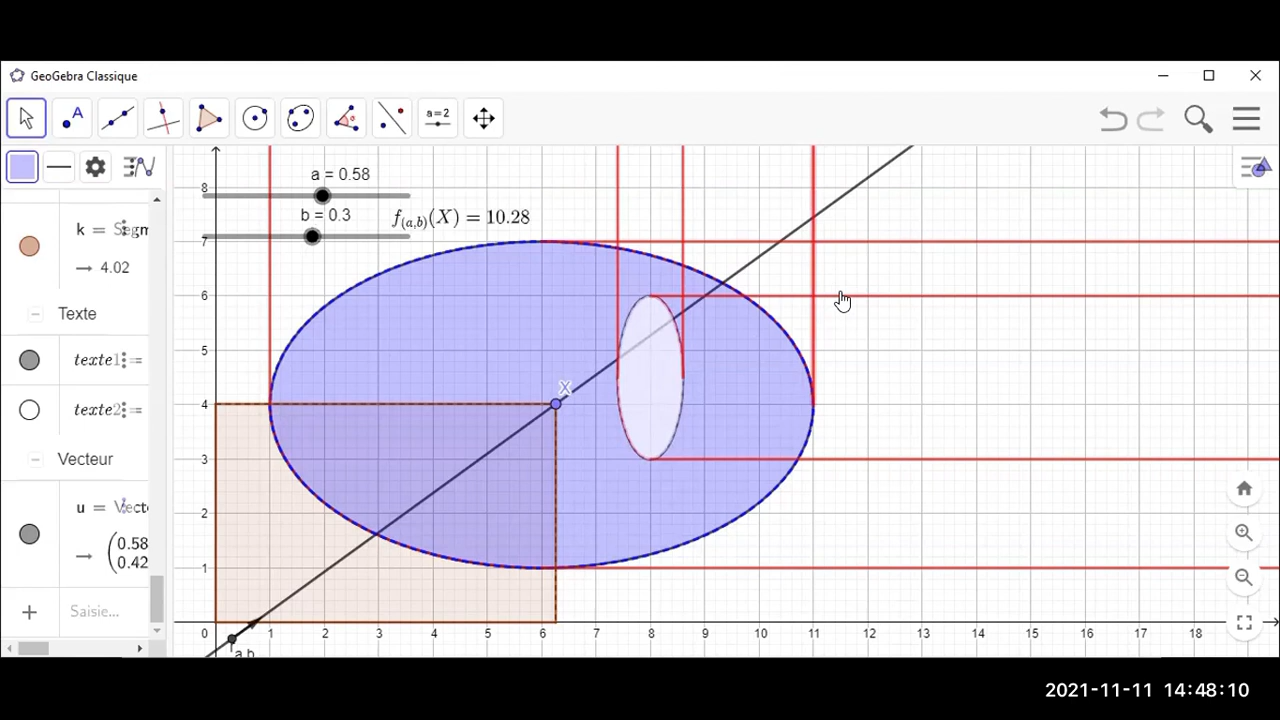 GeoGebra Classique
A
α
a=2
k = Segm
→ 4.02
Texte
texte1 :=
texte2 :=
Vecteur
u = Vecte
→ (0.58
0.42
+ Saisie...
a = 0.58
b = 0.3
f(a,b)(X) = 10.28
X
a,b
8
7
6
5
4
3
2
1
0 1 2 3 4 5 6 7 8 9 10 11 12 13 14 15 16 17 18
2021-11-11 14:48:10